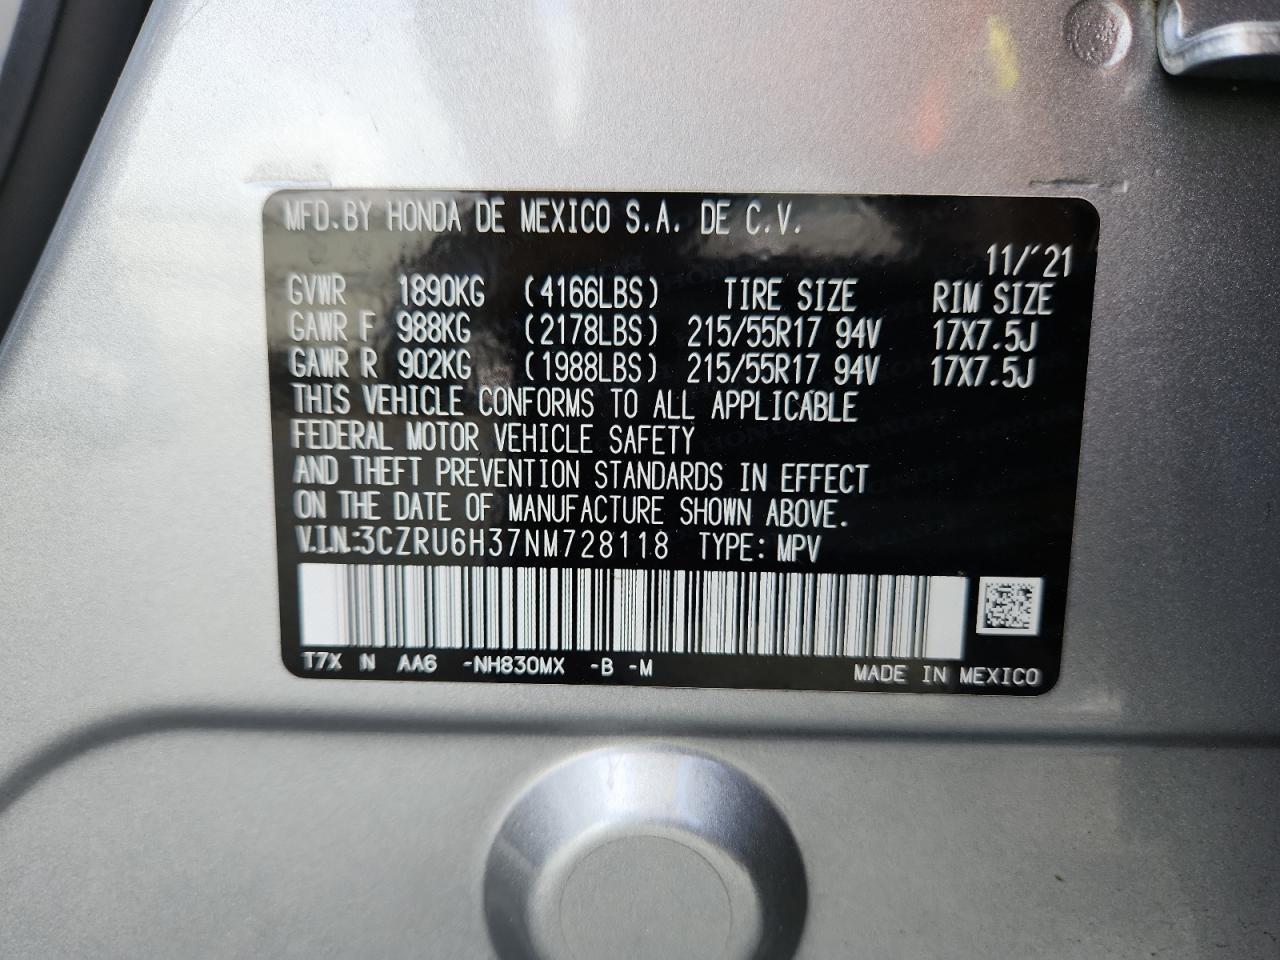 MFD.BY HONDA DE MEXICO S.A. DE C.V.
11/'21
GVWR 1890KG (4166LBS) TIRE SIZE RIM SIZE
GAWR F 988KG (2178LBS) 215/55R17 94V 17X7.5J
GAWR R 902KG (1988LBS) 215/55R17 94V 17X7.5J
THIS VEHICLE CONFORMS TO ALL APPLICABLE
FEDERAL MOTOR VEHICLE SAFETY
AND THEFT PREVENTION STANDARDS IN EFFECT
ON THE DATE OF MANUFACTURE SHOWN ABOVE.
V.I.N.:3CZRU6H37NM728118 TYPE: MPV
T7X N AA6 -NH830MX -B -M
MADE IN MEXICO